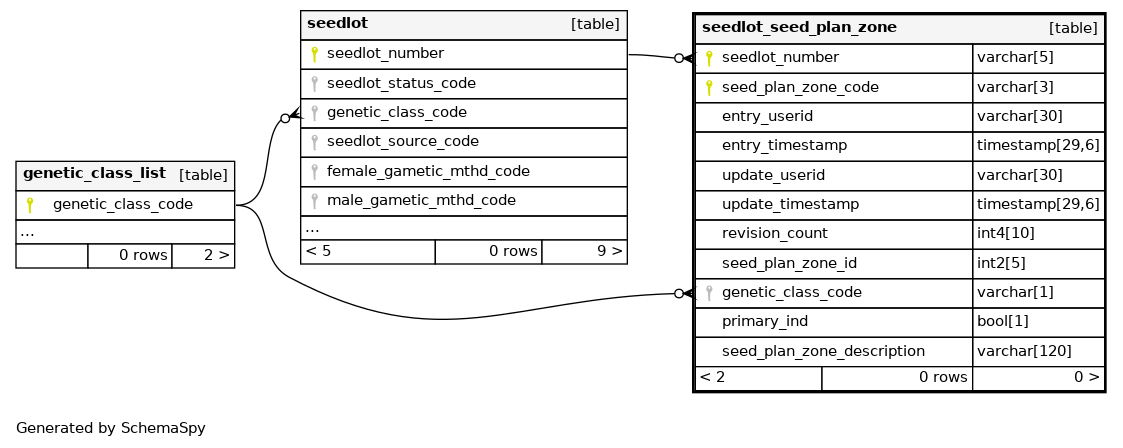 genetic_class_list [table]
genetic_class_code
...
0 rows 2 >
seedlot [table]
seedlot_number
seedlot_status_code
genetic_class_code
seedlot_source_code
female_gametic_mthd_code
male_gametic_mthd_code
...
< 5 0 rows 9 >
seedlot_seed_plan_zone [table]
seedlot_number varchar[5]
seed_plan_zone_code varchar[3]
entry_userid varchar[30]
entry_timestamp timestamp[29,6]
update_userid varchar[30]
update_timestamp timestamp[29,6]
revision_count int4[10]
seed_plan_zone_id int2[5]
genetic_class_code varchar[1]
primary_ind bool[1]
seed_plan_zone_description varchar[120]
< 2 0 rows 0 >
Generated by SchemaSpy